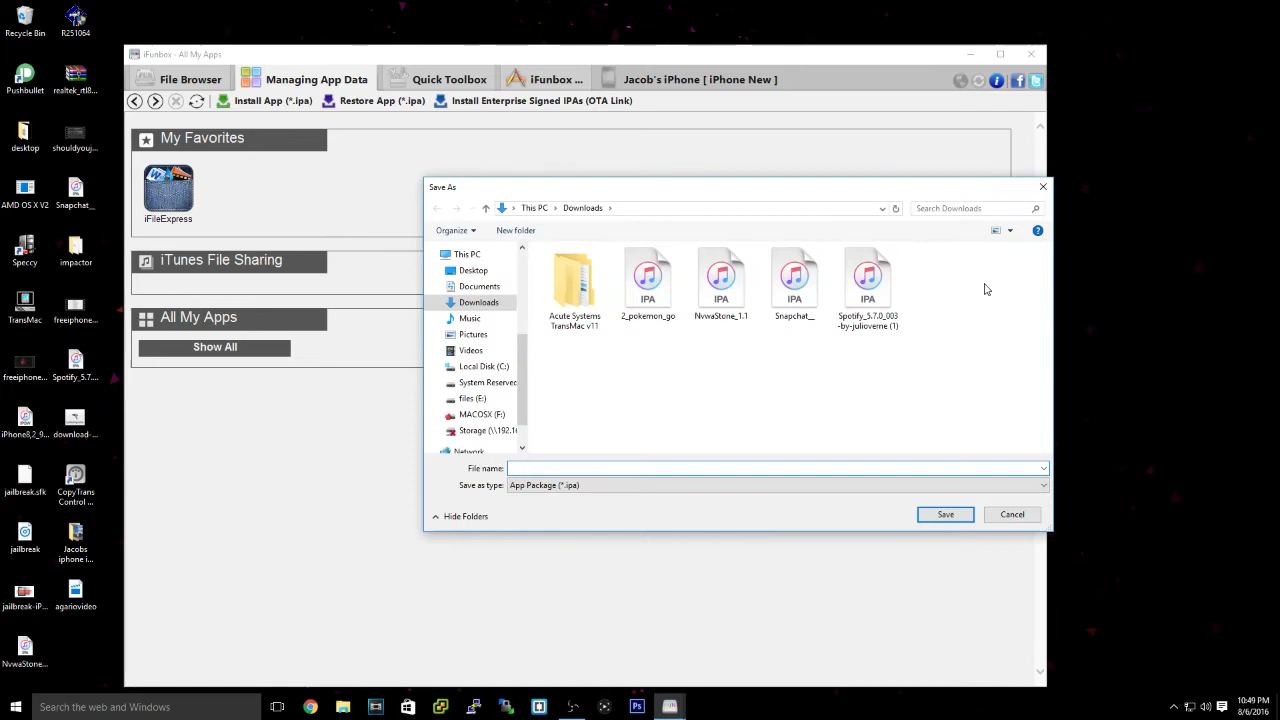 Recycle Bin
R251064
Pushbullet
realtek_rtl8...
desktop
shouldyouj...
AMD OS X V2
Snapchat__
Speccy
impactor
TransMac
freeiphone...
freeiphone...
Spotify_5.7....
iPhone8,2_9...
download-...
jailbreak.sfk
CopyTrans
Control ...
jailbreak
Jacobs
iphone i...
jailbreak-iP...
agariovideo
NvwaStone...
iFunbox - All My Apps
File Browser
Managing App Data
Quick Toolbox
iFunbox ...
Jacob's iPhone [ iPhone New ]
Install App (*.ipa)
Restore App (*.ipa)
Install Enterprise Signed IPAs (OTA Link)
My Favorites
iFileExpress
iTunes File Sharing
All My Apps
Show All
Save As
This PC
Downloads
Search Downloads
Organize
New folder
This PC
Desktop
Documents
Downloads
Music
Pictures
Videos
Local Disk (C:)
System Reserved
files (E:)
MACOSX (F:)
Storage (\\192.16
Network
Acute Systems
TransMac v11
IPA
2_pokemon_go
IPA
NvwaStone_1.1
IPA
Snapchat__
IPA
Spotify_5.7.0_003
-by-julioverne (1)
File name:
Save as type:
App Package (*.ipa)
Hide Folders
Save
Cancel
Search the web and Windows
Ps
10:49 PM
8/6/2016